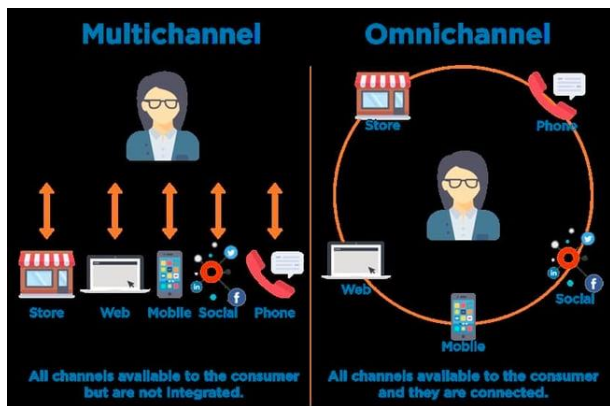 Multichannel
Store Web Mobile Social Phone
All channels available to the consumer
but are not integrated.
Omnichannel
Store
Phone
Web
Social
Mobile
All channels available to the consumer
and they are connected.